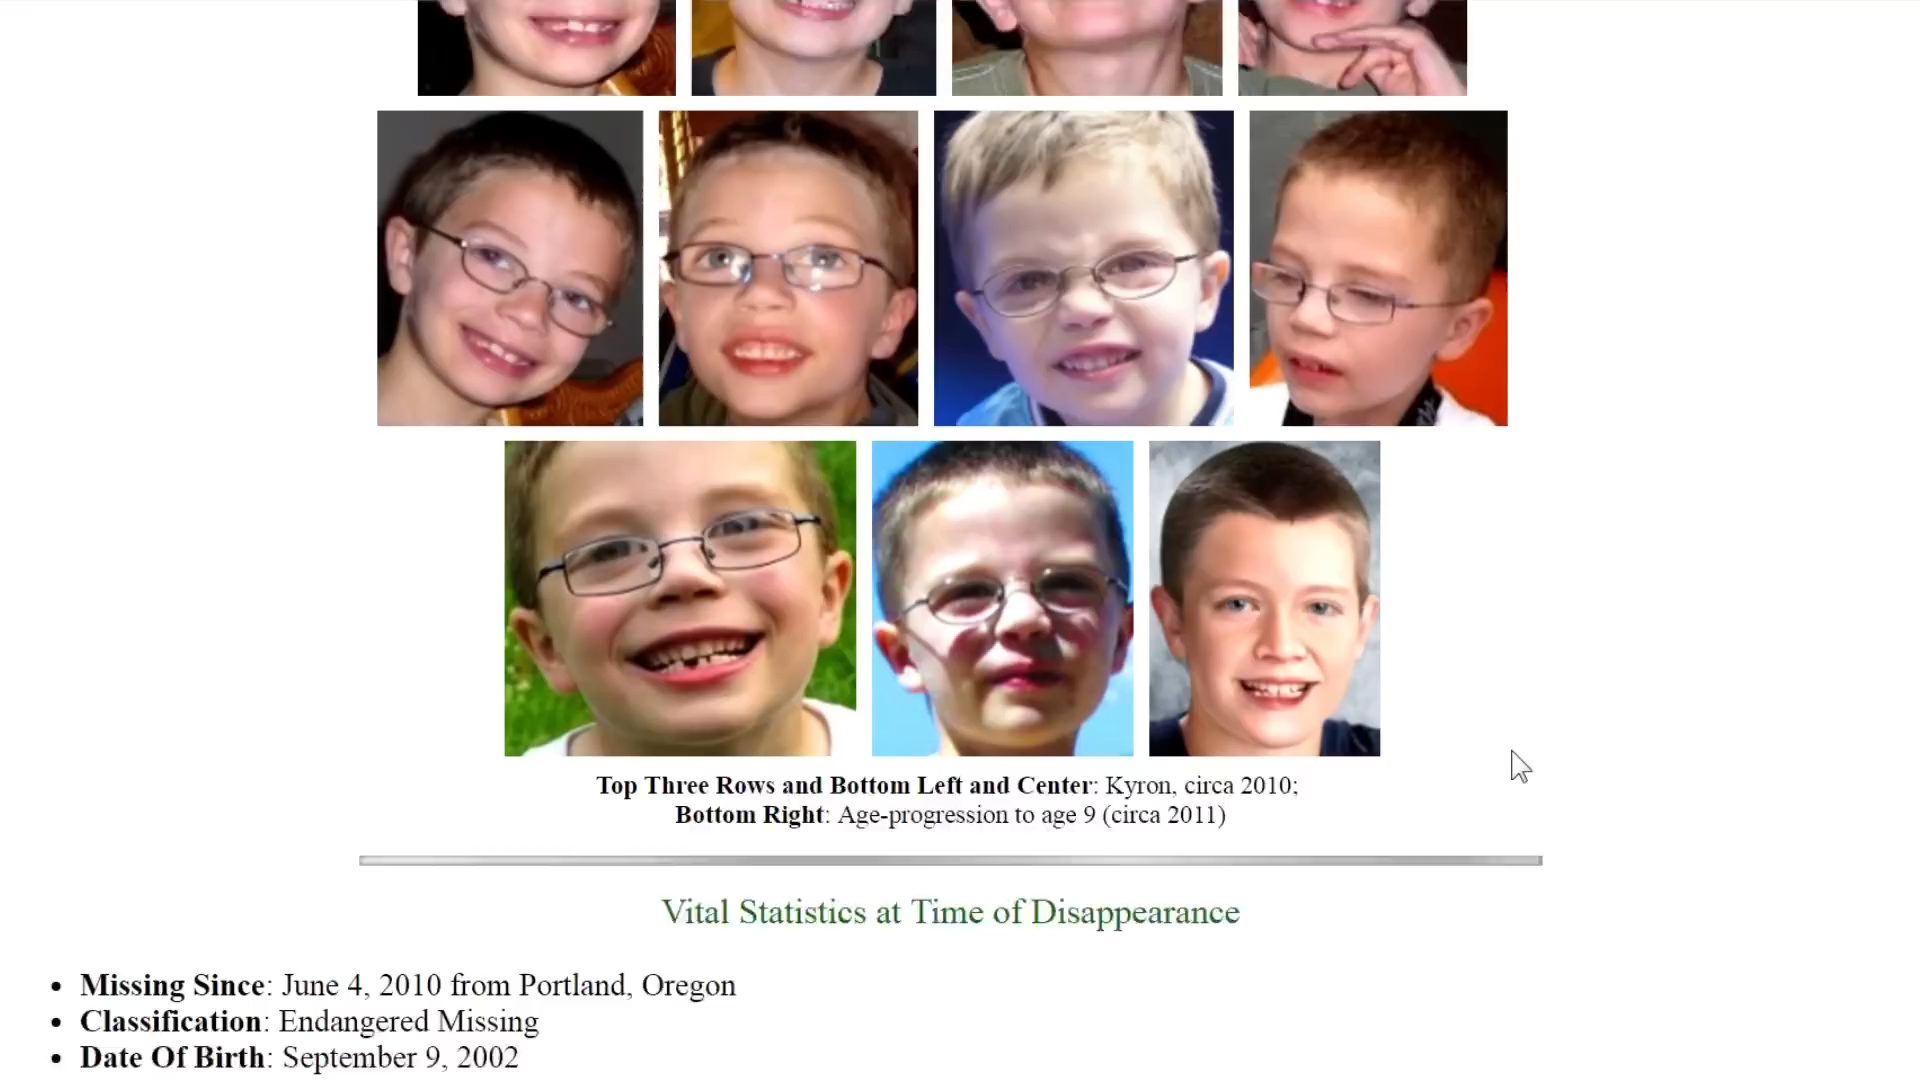 Top Three Rows and Bottom Left and Center: Kyron, circa 2010;
Bottom Right: Age-progression to age 9 (circa 2011)
Vital Statistics at Time of Disappearance
• Missing Since: June 4, 2010 from Portland, Oregon
• Classification: Endangered Missing
• Date Of Birth: September 9, 2002